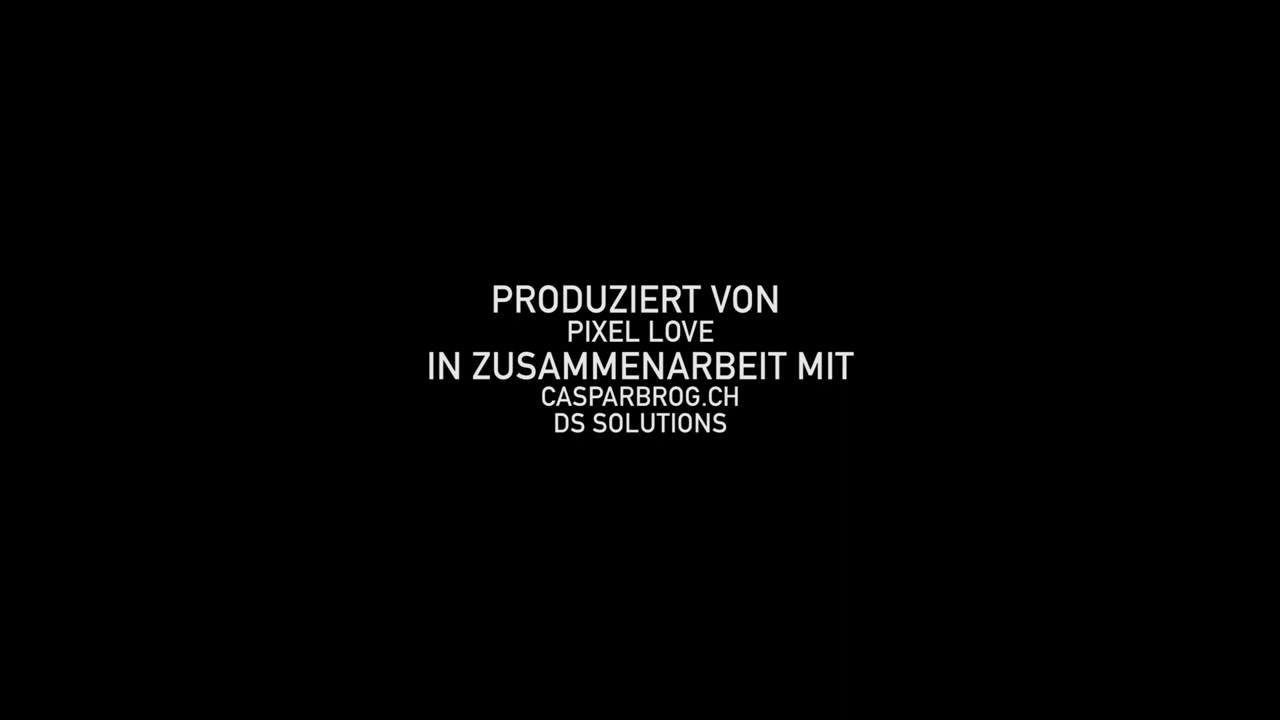 PRODUZIERT VON
PIXEL LOVE
IN ZUSAMMENARBEIT MIT
CASPARBROG.CH
DS SOLUTIONS